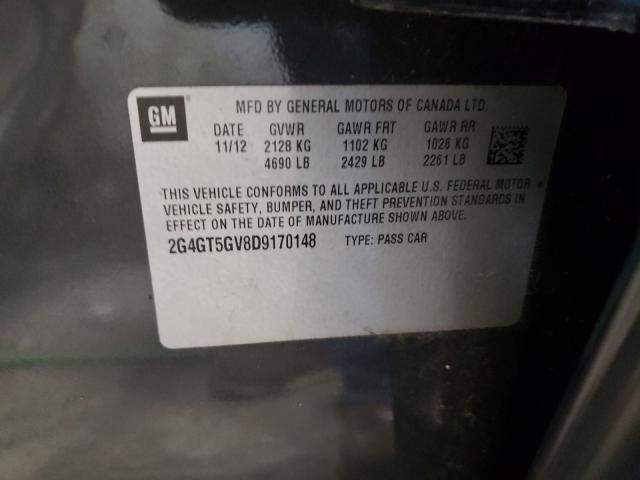 GM
MFD BY GENERAL MOTORS OF CANADA LTD.
DATE GVWR GAWR FRT GAWR RR
11/12 2128 KG 1102 KG 1026 KG
4690 LB 2429 LB 2261 LB
THIS VEHICLE CONFORMS TO ALL APPLICABLE U.S. FEDERAL MOTOR
VEHICLE SAFETY, BUMPER, AND THEFT PREVENTION STANDARDS IN
EFFECT ON THE DATE OF MANUFACTURE SHOWN ABOVE.
2G4GT5GV8D9170148 TYPE: PASS CAR